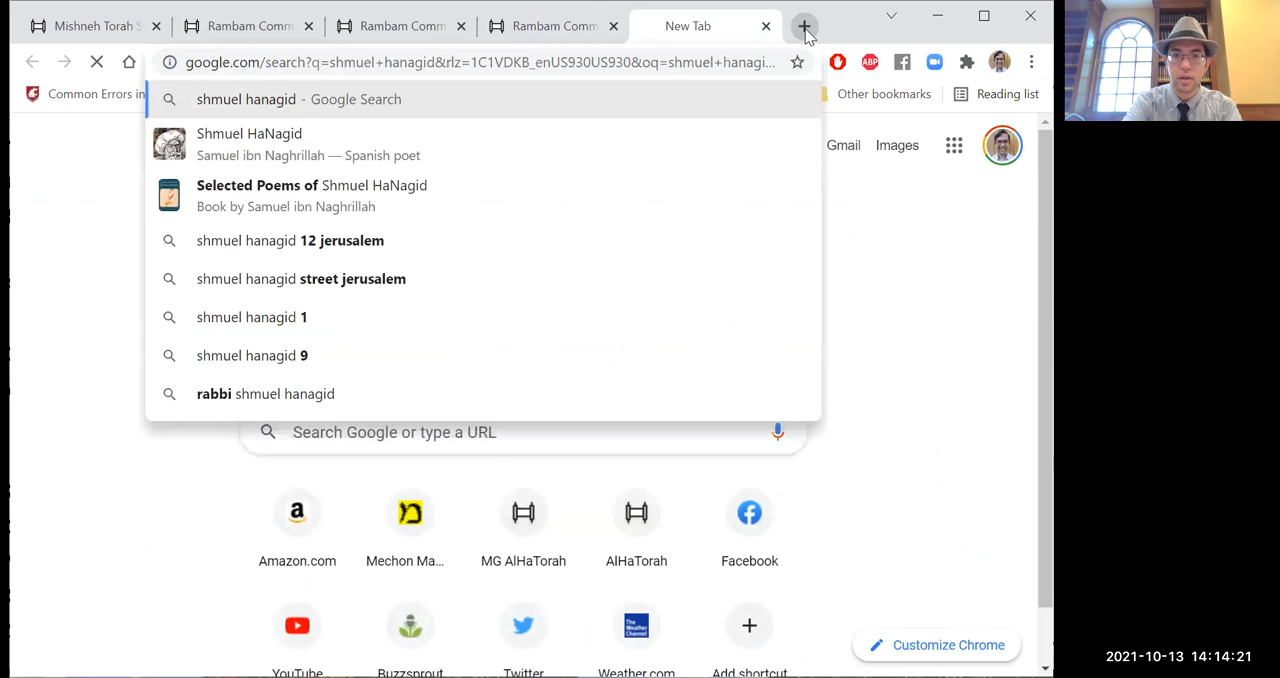 Mishneh Torah S
Rambam Comm
Rambam Comm
Rambam Comm
New Tab
google.com/search?q=shmuel+hanagid&rlz=1C1VDKB_enUS930US930&oq=shmuel+hanagi...
ABP
Common Errors in
Other bookmarks
Reading list
shmuel hanagid - Google Search
Shmuel HaNagid
Samuel ibn Naghrillah — Spanish poet
Selected Poems of Shmuel HaNagid
Book by Samuel ibn Naghrillah
shmuel hanagid 12 jerusalem
shmuel hanagid street jerusalem
shmuel hanagid 1
shmuel hanagid 9
rabbi shmuel hanagid
Gmail
Images
Search Google or type a URL
a
מ
Amazon.com
Mechon Ma...
MG AlHaTorah
AlHaTorah
Facebook
The Weather Channel
YouTube
Buzzsprout
Twitter
Weather.com
Add shortcut
Customize Chrome
2021-10-13 14:14:21